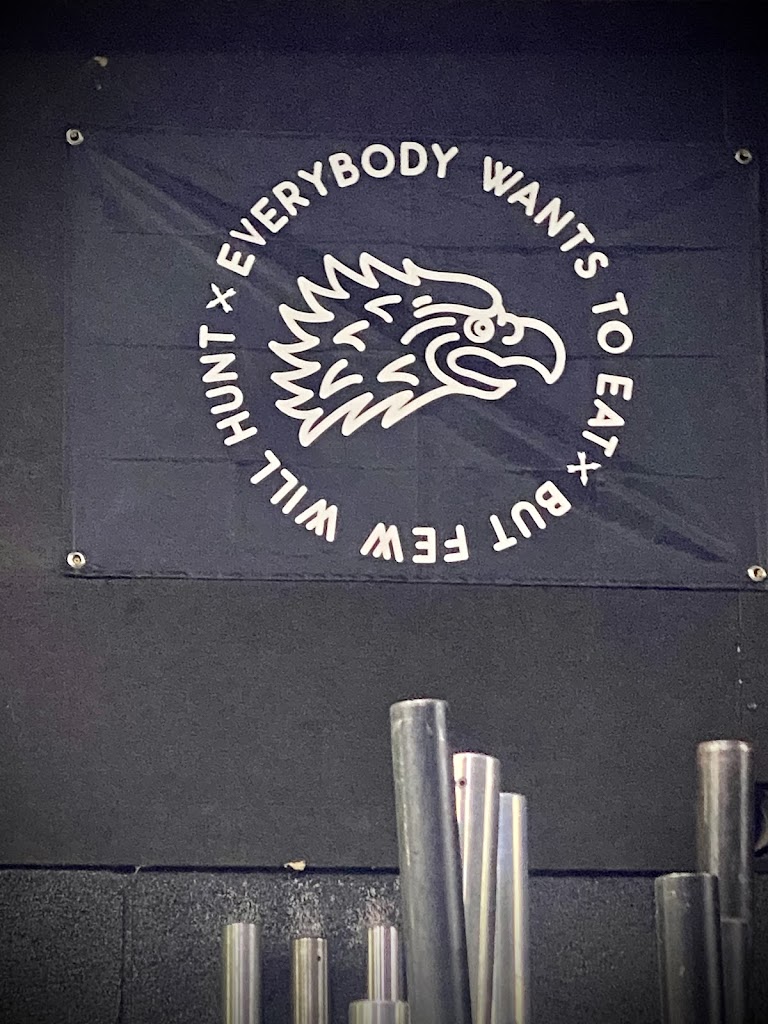 EVERYBODY WANTS TO EAT
X
BUT FEW WILL HUNT
X